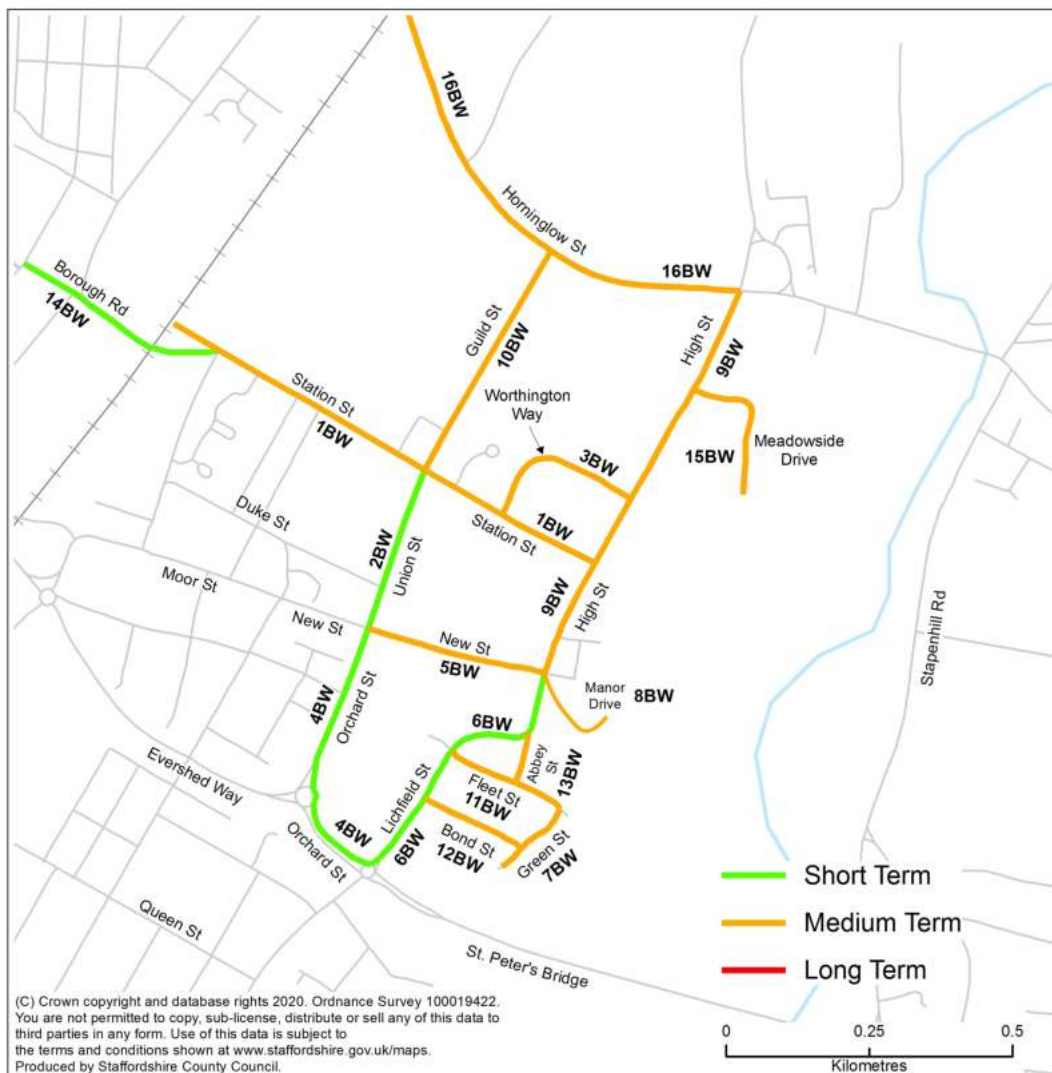 16BW
Horninglow St
16BW
Borough Rd
14BW
Guild St
10BW
High St
9BW
Station St
1BW
Worthington
Way
3BW
15BW
Meadowside
Drive
Duke St
2BW
Union St
Station St
1BW
Moor St
New St
New St
5BW
9BW
High St
Stapenhill Rd
4BW
Orchard St
Manor
Drive
8BW
6BW
Abbey
St
13BW
Evershed Way
Lichfield St
Fleet St
11BW
4BW
6BW
Orchard St
Bond St
12BW
Green St
7BW
Queen St
St. Peter's Bridge
Short Term
Medium Term
Long Term
(C) Crown copyright and database rights 2020. Ordnance Survey 100019422.
You are not permitted to copy, sub-license, distribute or sell any of this data to
third parties in any form. Use of this data is subject to
the terms and conditions shown at www.staffordshire.gov.uk/maps.
Produced by Staffordshire County Council.
0 0.25 0.5
Kilometres